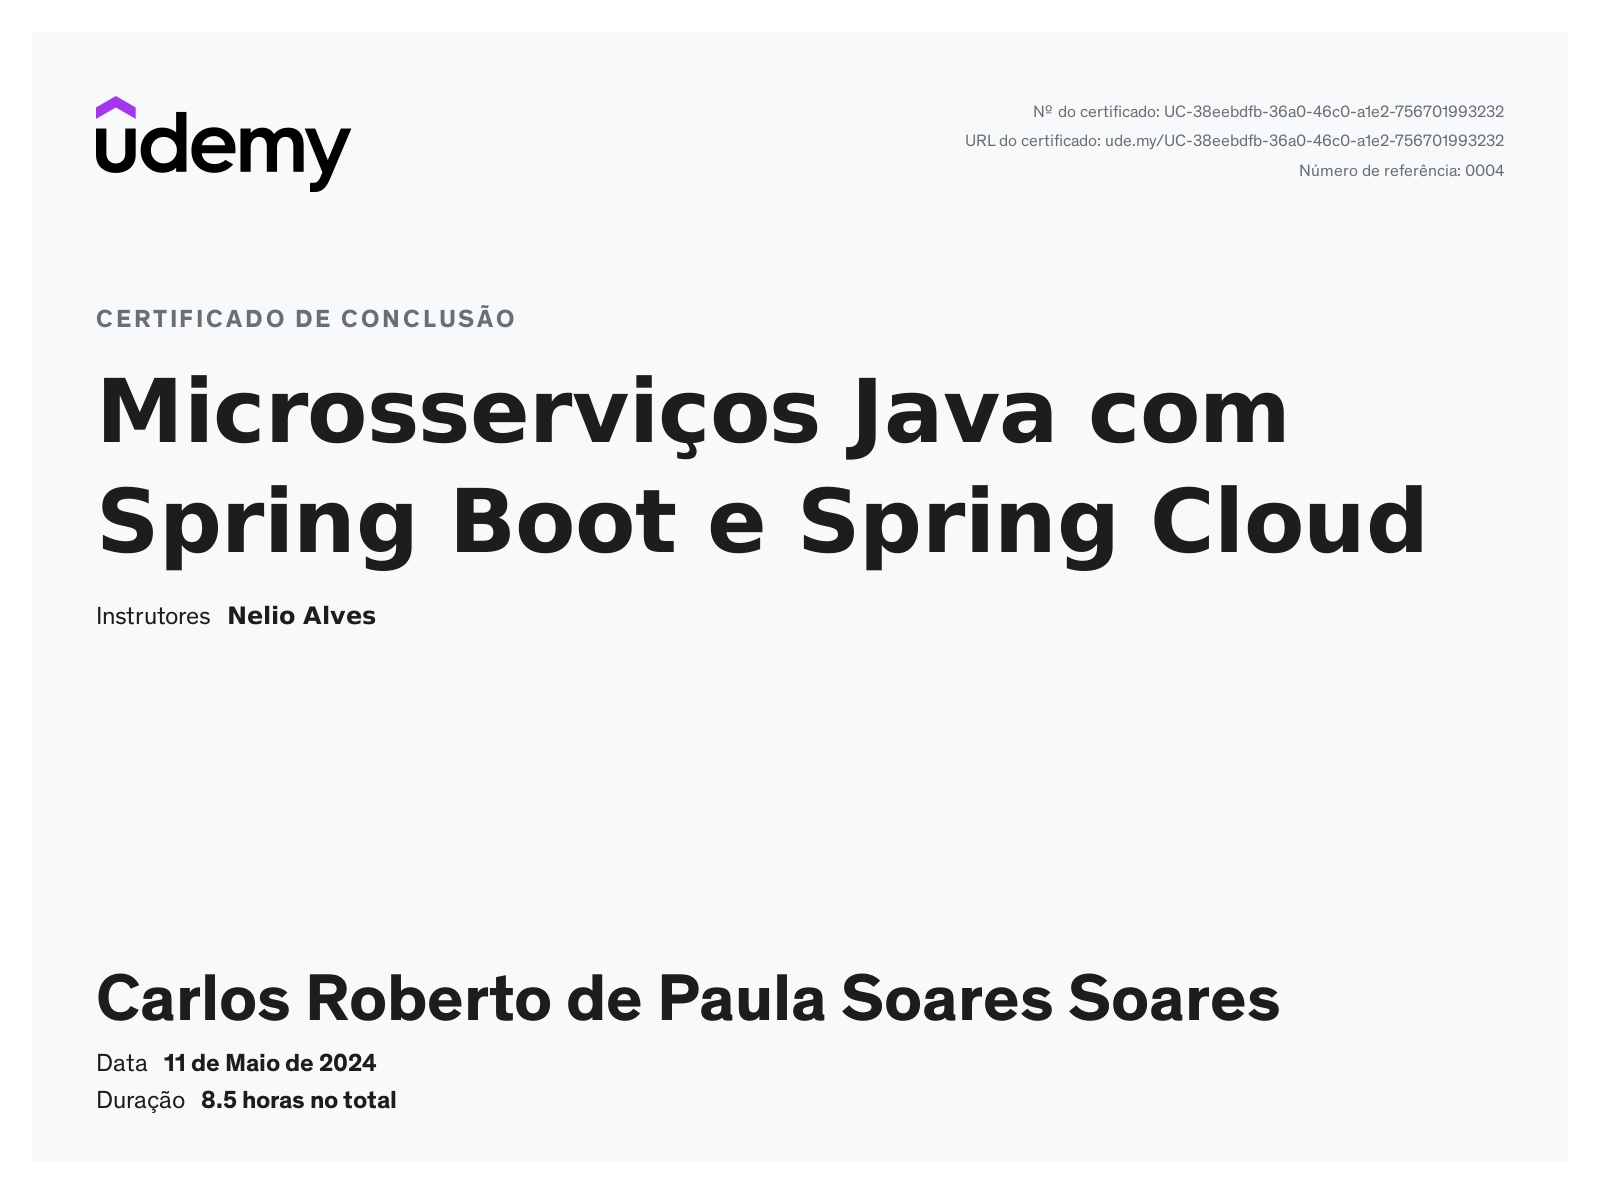 udemy
Nº do certificado: UC-38eebdfb-36a0-46c0-a1e2-756701993232
URL do certificado: ude.my/UC-38eebdfb-36a0-46c0-a1e2-756701993232
Número de referência: 0004
CERTIFICADO DE CONCLUSÃO
Microsserviços Java com
Spring Boot e Spring Cloud
Instrutores Nelio Alves
Carlos Roberto de Paula Soares Soares
Data 11 de Maio de 2024
Duração 8.5 horas no total